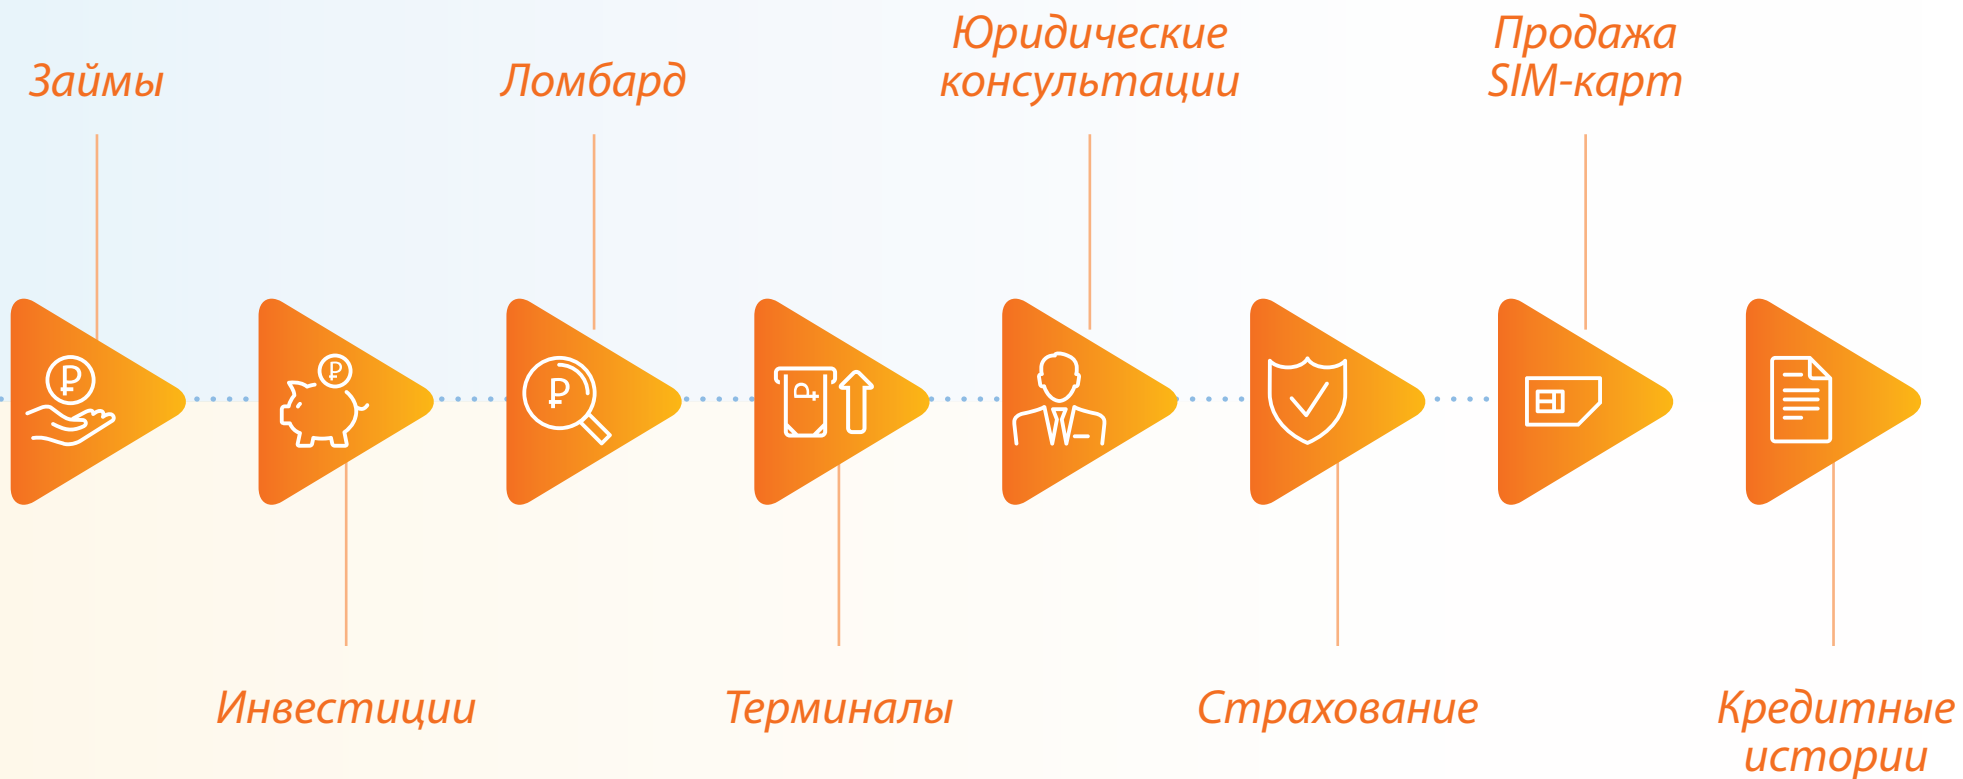 Займы
Ломбард
Юридические
консультации
Продажа
SIM-карт
Инвестиции
Терминалы
Страхование
Кредитные
истории